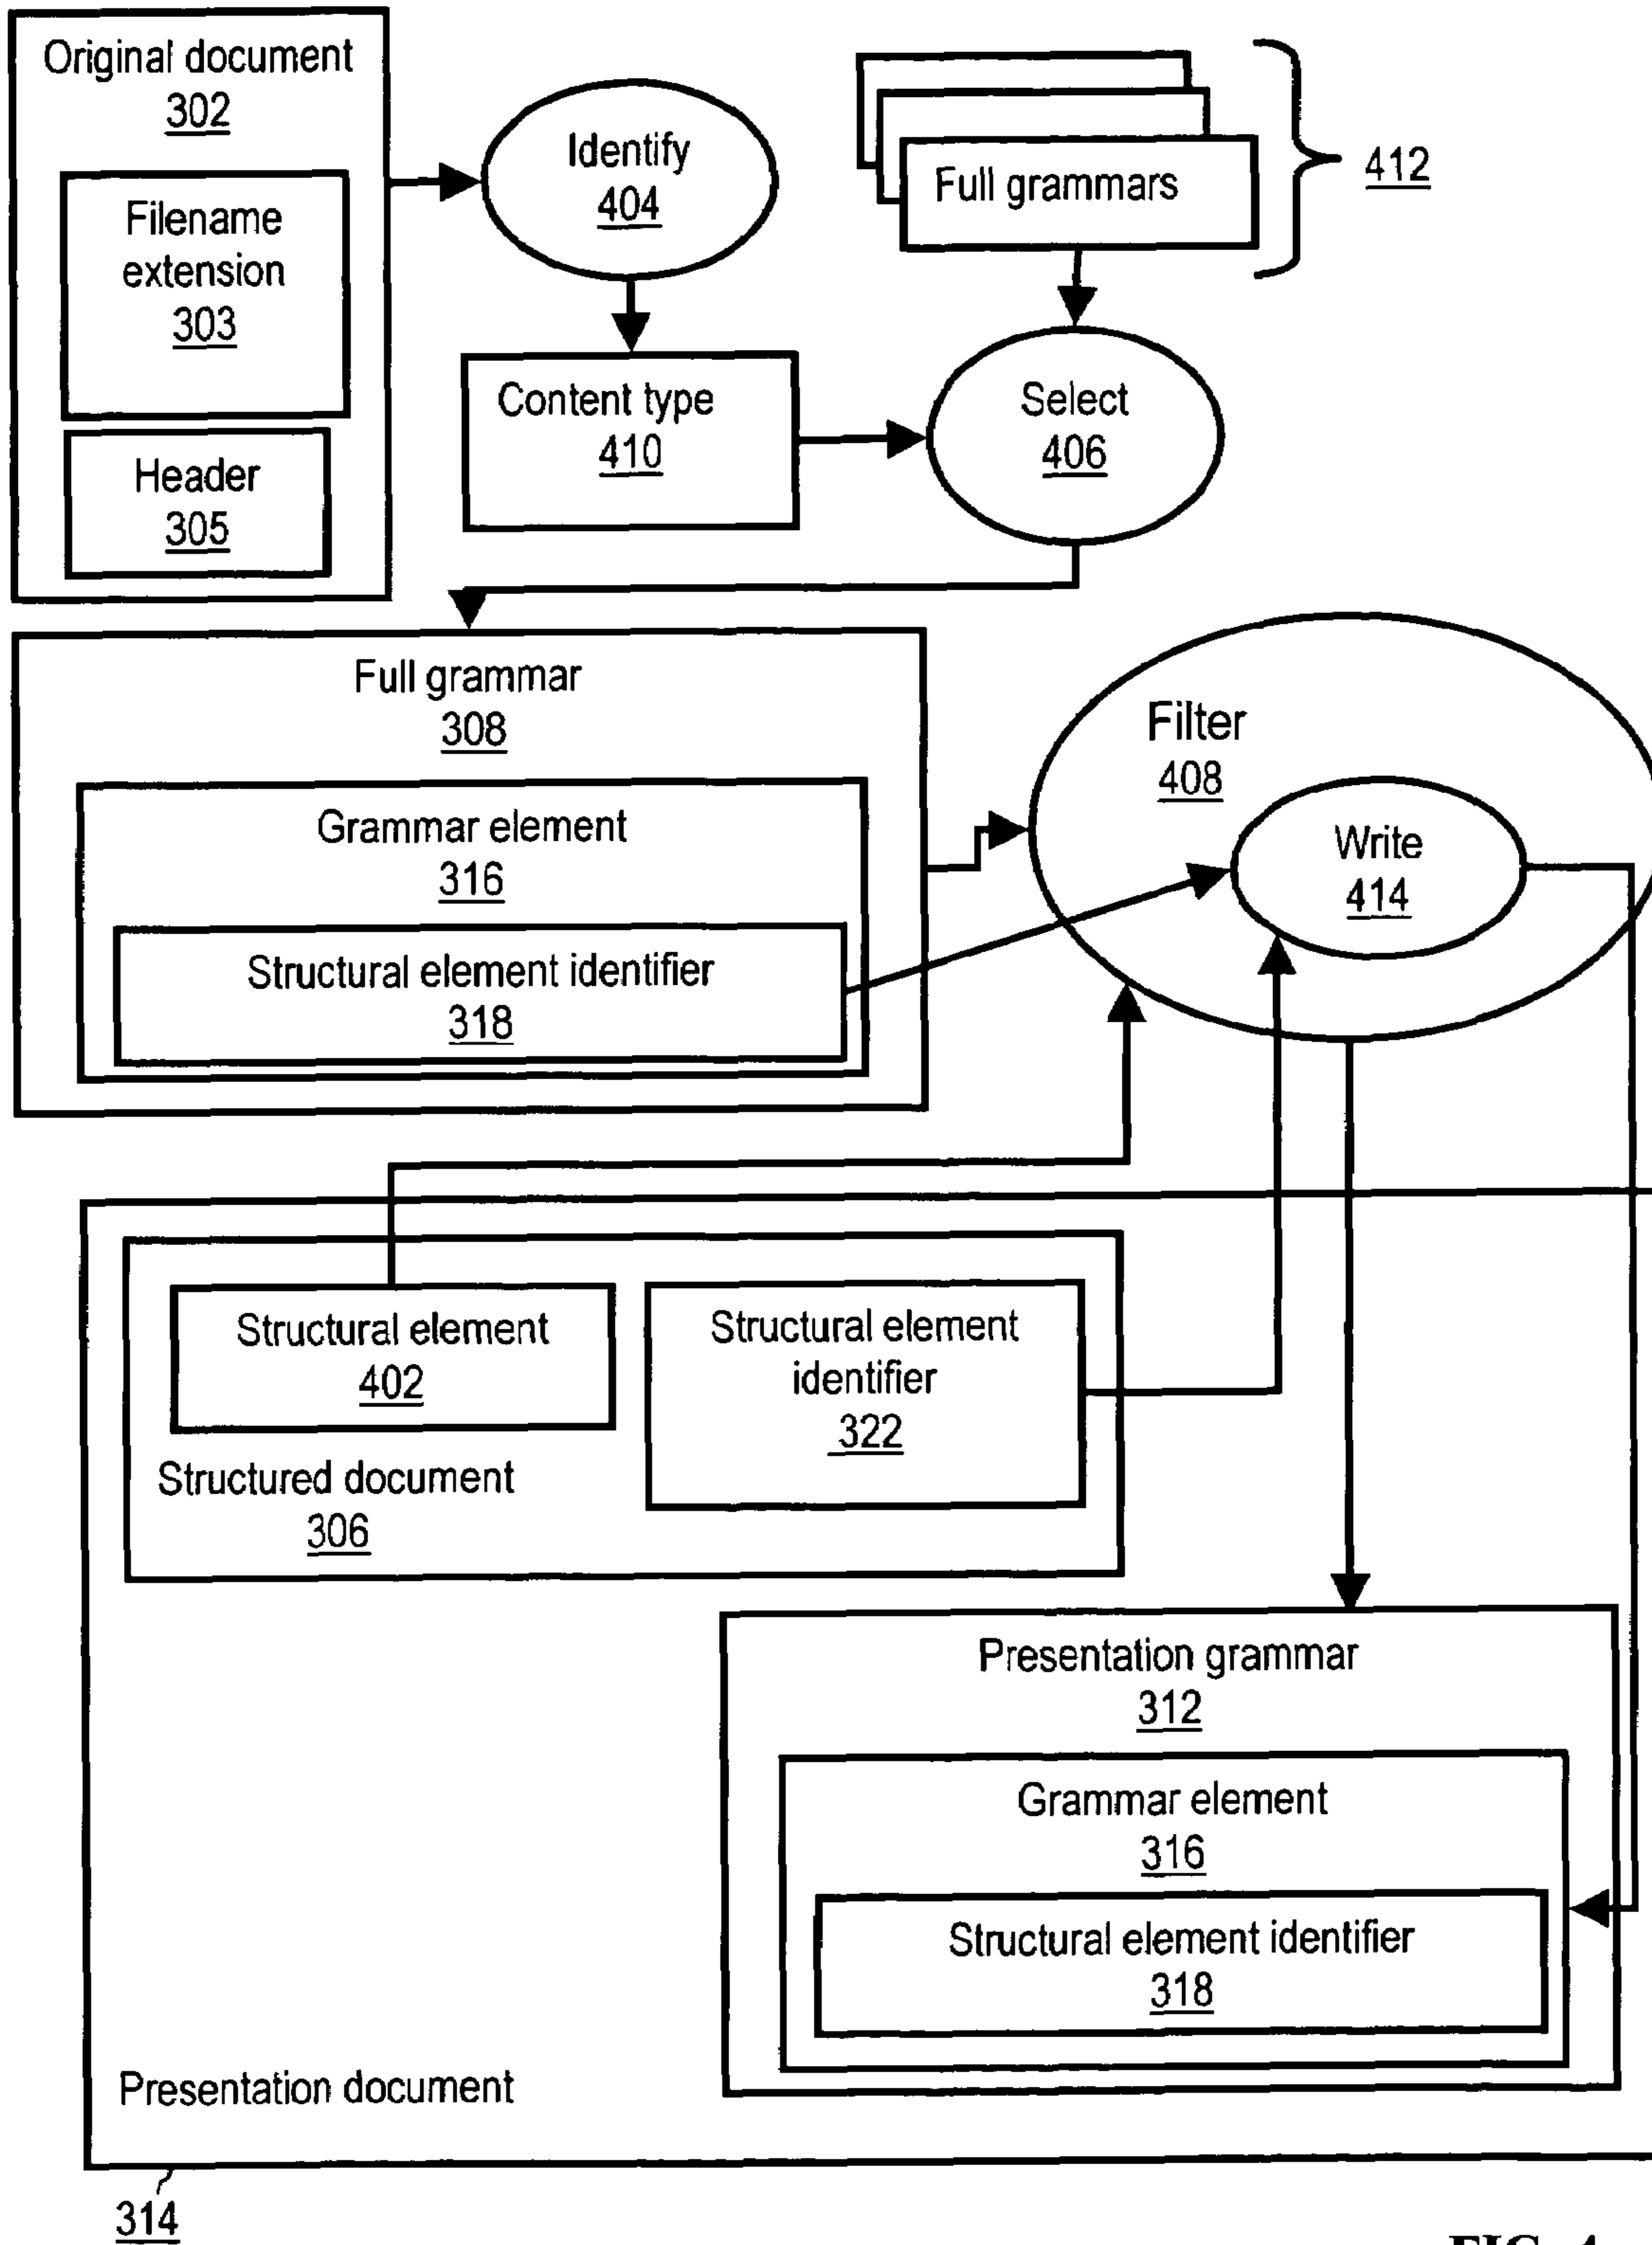 Original document
302
Filename
extension
303
Header
305
Identify
404
Full grammars
412
Content type
410
Select
406
Full grammar
308
Grammar element
316
Structural element identifier
318
Filter
408
Write
414
Structural element
402
Structural element
identifier
322
Structured document
306
Presentation grammar
312
Grammar element
316
Structural element identifier
318
Presentation document
314